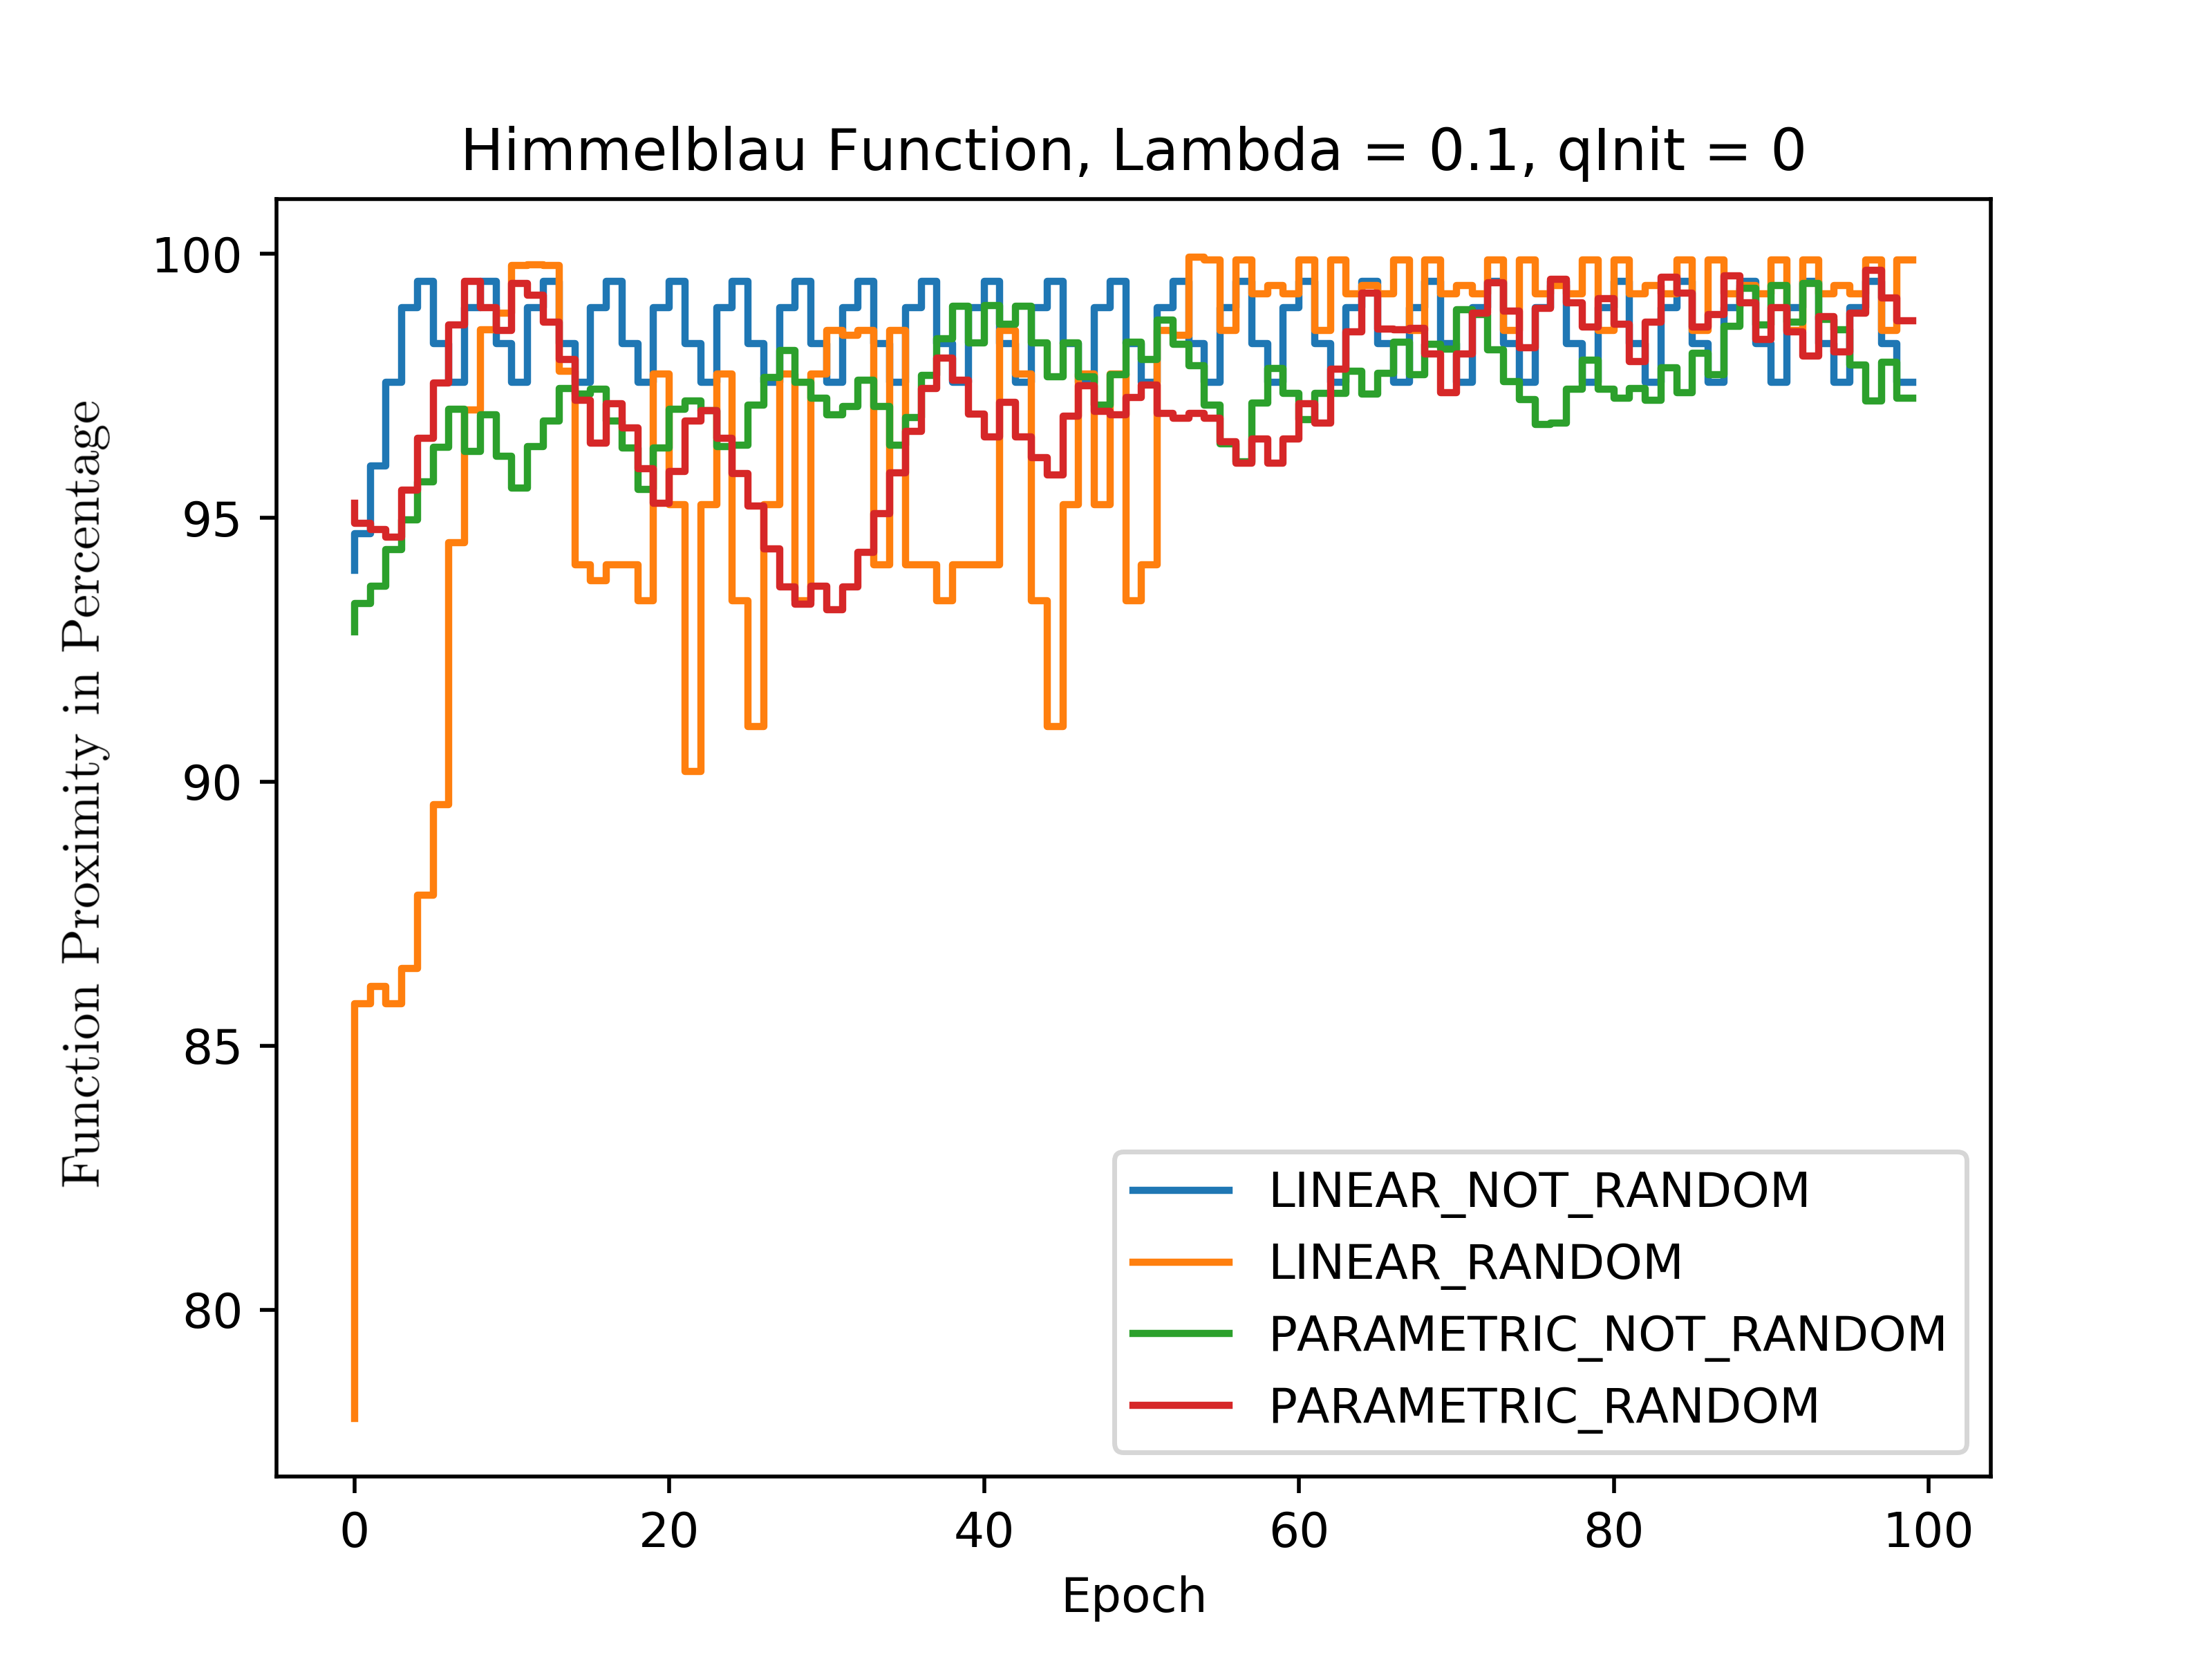 Himmelblau Function, Lambda = 0.1, qInit = 0
Function Proximity in Percentage
100
95
90
85
80
LINEAR_NOT_RANDOM
LINEAR_RANDOM
PARAMETRIC_NOT_RANDOM
PARAMETRIC_RANDOM
0 20 40 60 80 100
Epoch